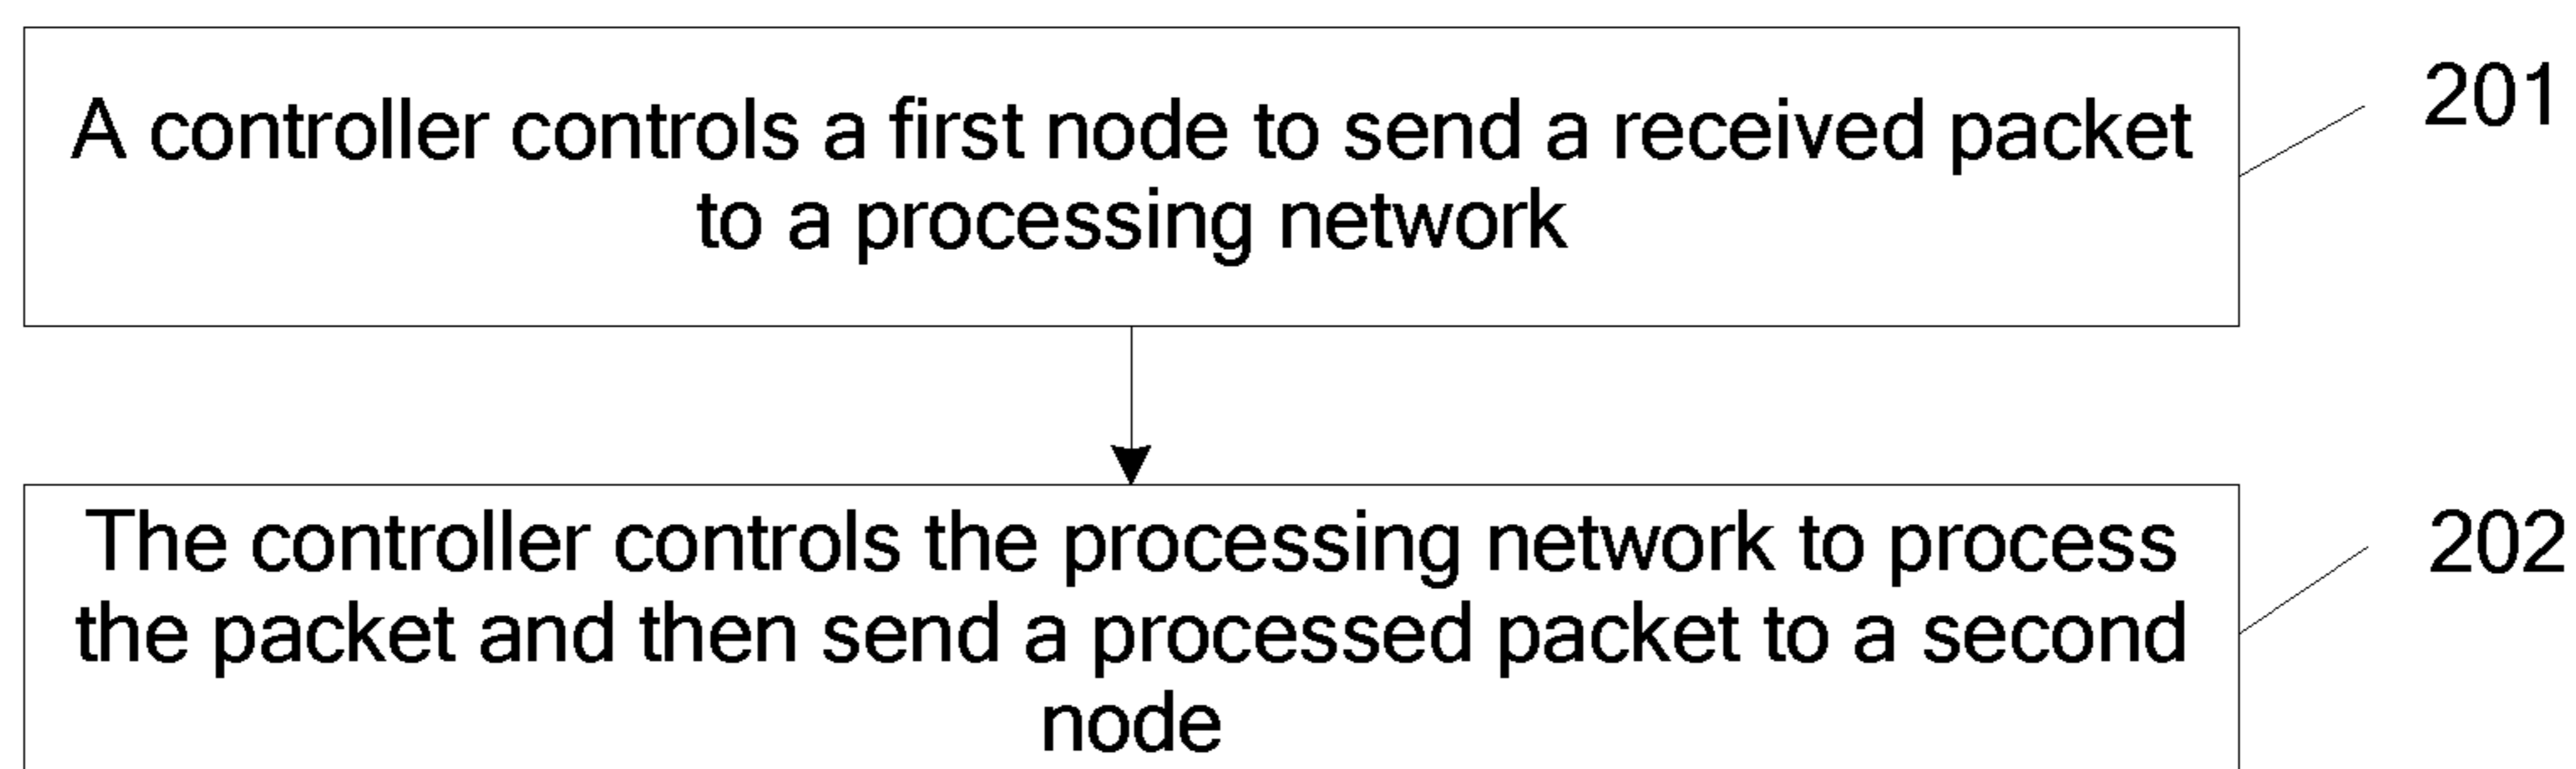 A controller controls a first node to send a received packet
to a processing network
201
The controller controls the processing network to process
the packet and then send a processed packet to a second
node
202